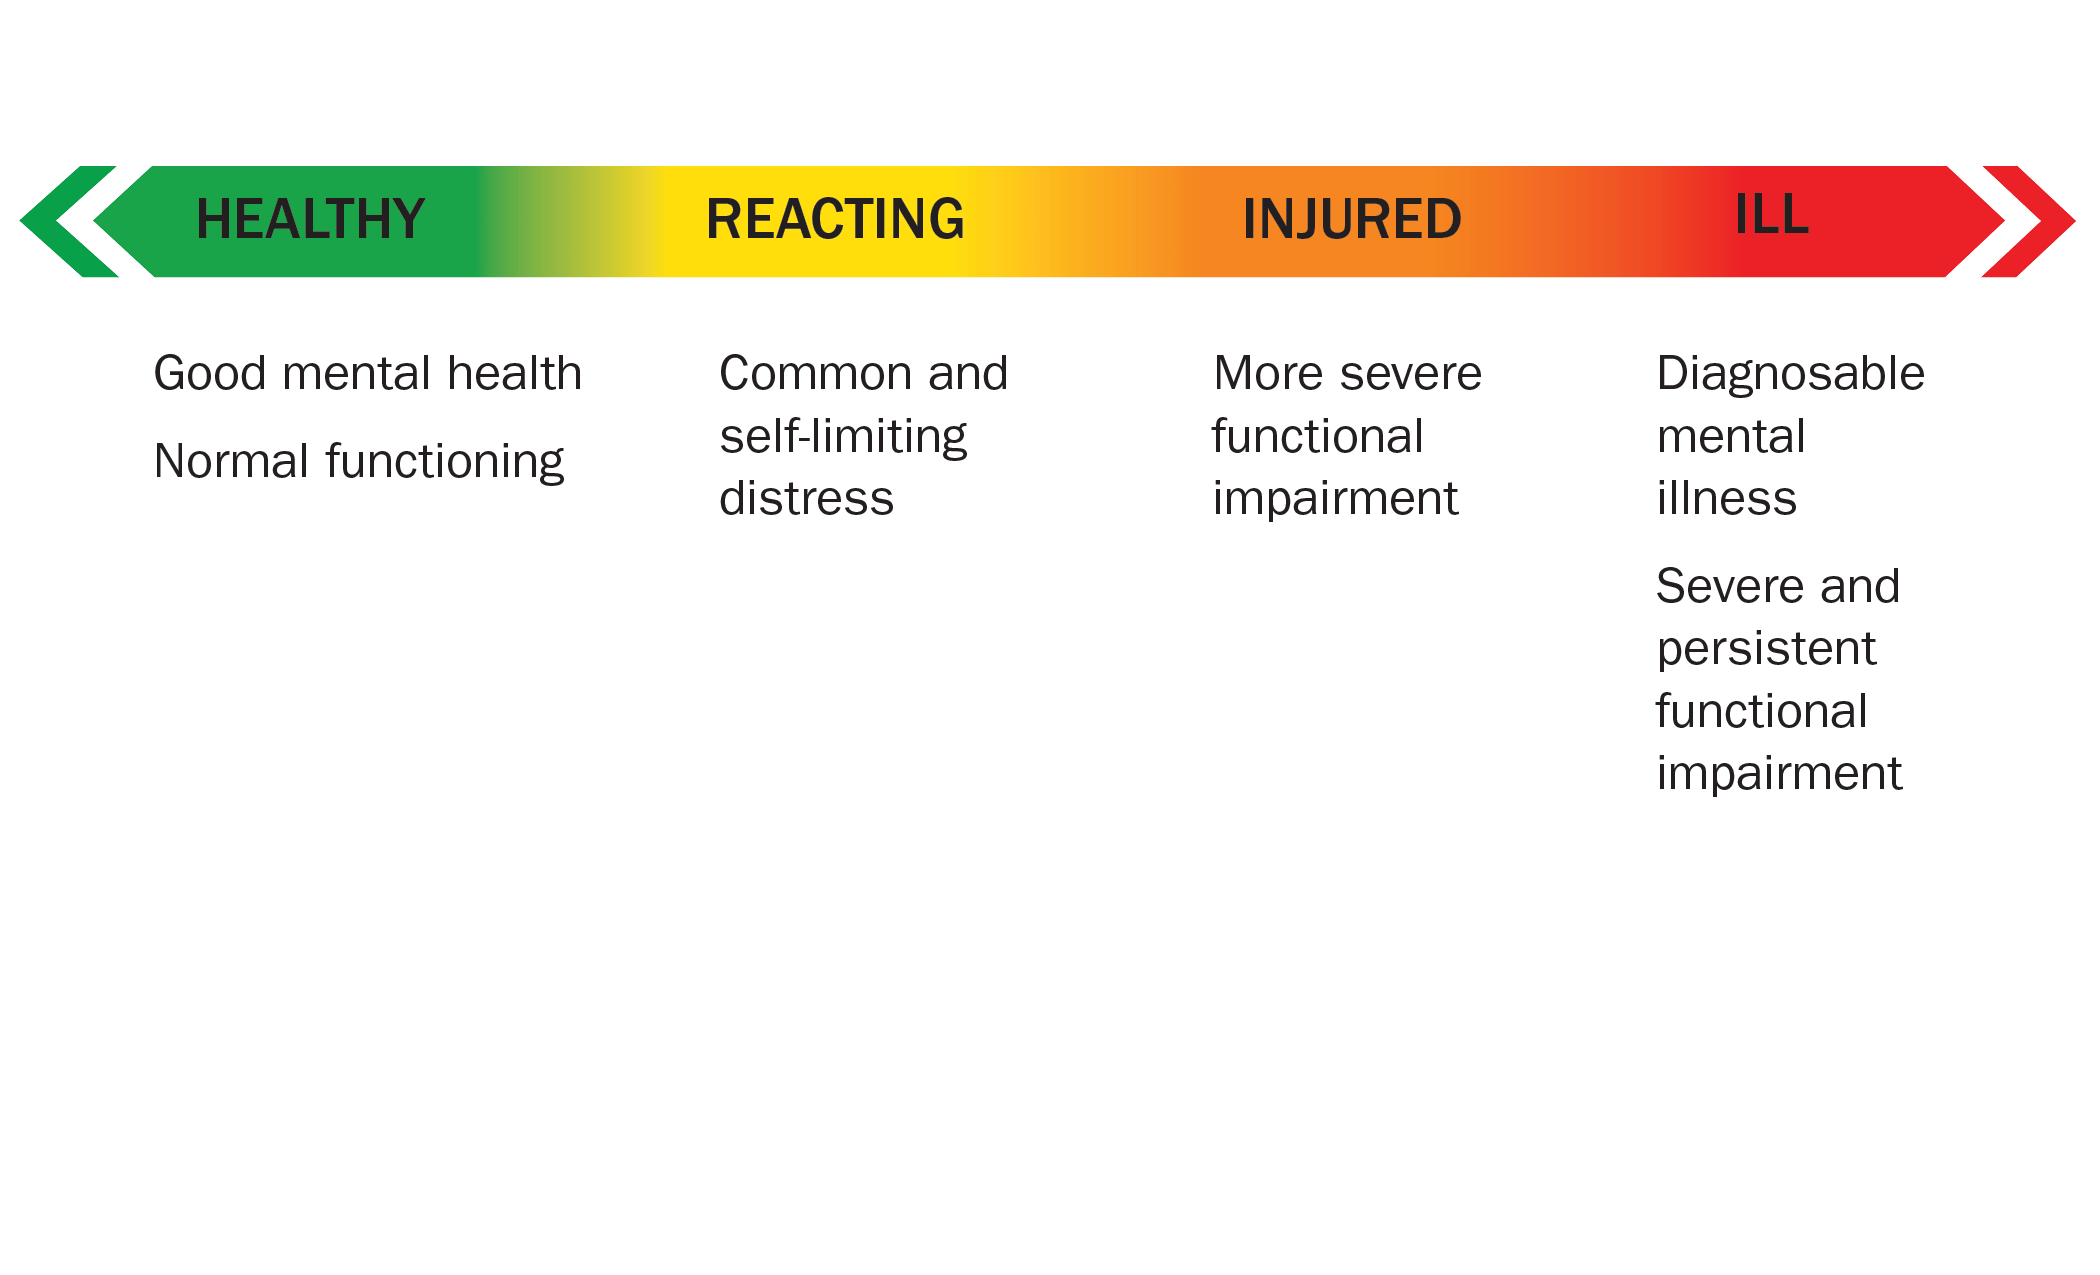 HEALTHY REACTING INJURED ILL
Good mental health
Normal functioning
Common and
self-limiting
distress
More severe
functional
impairment
Diagnosable
mental
illness
Severe and
persistent
functional
impairment